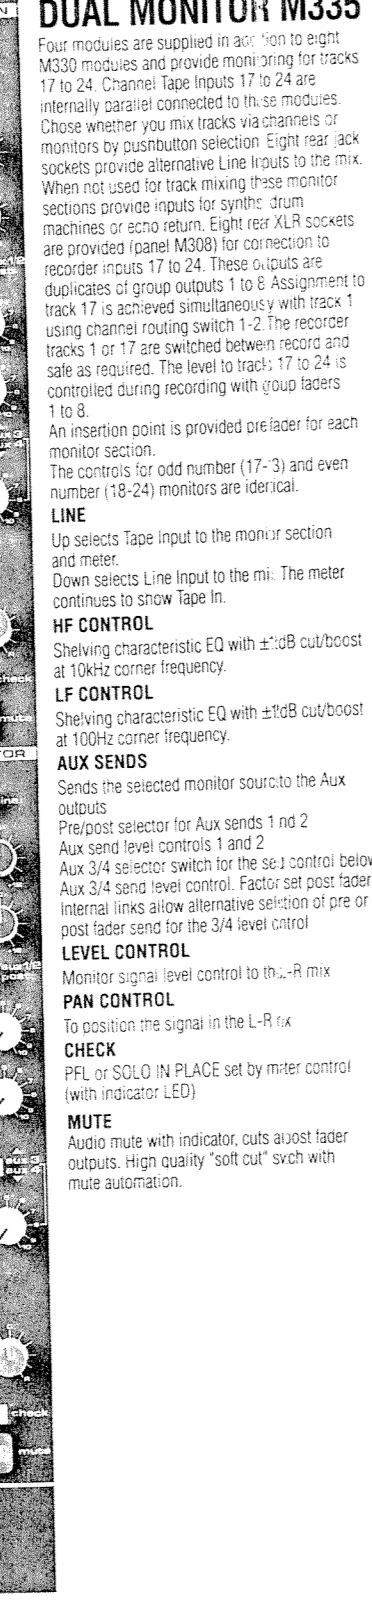 DUAL MONITOR M335
Four modules are supplied in to eight
M330 modules and provide monitoring for tracks
17 to 24. Channel Tape Inputs 17 to 24 are
internally parallel connected to these modules.
Chose whether you mix tracks via channels or
monitors by pushbutton selection. Eight rear jack
sockets provide alternative Line Inputs to the mix.
When not used for track mixing these monitor
sections provide inputs for synths, drum
machines or echo return. Eight rear XLR sockets
are provided (panel M308) for connection to
recorder inputs 17 to 24. These outputs are
duplicates of group outputs 1 to 8. Assignment to
track 17 is achieved simultaneously with track 1
using channel routing switch 1-2. The recorder
tracks 1 or 17 are switched between record and
safe as required. The level to track 17 to 24 is
controlled during recording with group faders
1 to 8.
An insertion point is provided prefader for each
monitor section.
The controls for odd number and even
number (18-24) monitors are identical.
LINE
Up selects Tape Input to the monitor section
and meter.
Down selects Line Input to the The meter
continues to show Tape In.
HF CONTROL
Shelving characteristic EQ with cut/boost
at 10kHz corner frequency.
LF CONTROL
Shelving characteristic EQ with cut/boost
at 100Hz corner frequency.
AUX SENDS
Sends the selected monitor to the Aux
outputs
Pre/post selector for Aux sends 1 2
Aux send level controls 1 and 2
Aux 3/4 selector switch for the control below
Aux 3/4 send level control. set post fader
Internal links allow alternative of pre or
post fader send for the 3/4 level
LEVEL CONTROL
Monitor signal level control to mix
PAN CONTROL
To position the signal in the L-R
CHECK
PFL or SOLO IN PLACE set by control
(with indicator LED)
MUTE
Audio mute with indicator, cuts fader
outputs. High quality "soft cut" with
mute automation.
check
mute
aux 3
aux 4
check
mute